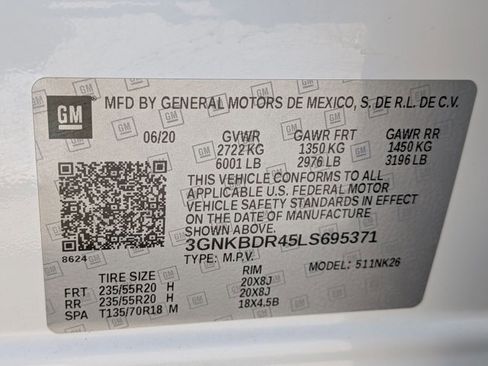 GM
MFD BY GENERAL MOTORS DE MEXICO, S. DE R.L. DE C.V.
06/20 GVWR GAWR FRT GAWR RR
2722 KG 1350 KG 1450 KG
6001 LB 2976 LB 3196 LB
THIS VEHICLE CONFORMS TO ALL
APPLICABLE U.S. FEDERAL MOTOR
VEHICLE SAFETY STANDARDS IN EFFECT
ON THE DATE OF MANUFACTURE
SHOWN ABOVE.
8624
3GNKBDR45LS695371
TYPE: M.P.V. MODEL: 511NK26
TIRE SIZE RIM
FRT 235/55R20 H 20X8J
RR 235/55R20 H 20X8J
SPA T135/70R18 M 18X4.5B